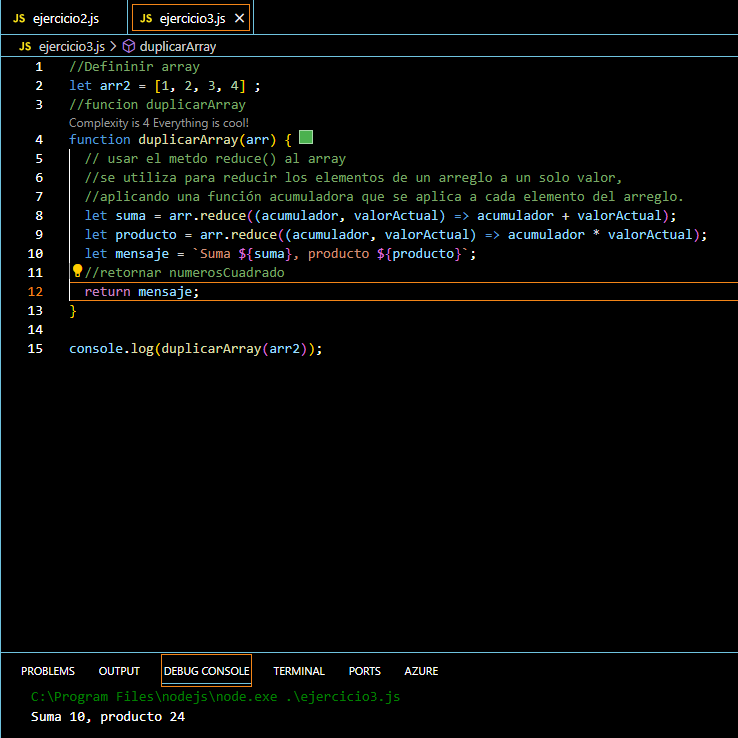 JS ejercicio2.js JS ejercicio3.js ✕
JS ejercicio3.js > duplicarArray
1 //Defininir array
2 let arr2 = [1, 2, 3, 4] ;
3 //funcion duplicarArray
Complexity is 4 Everything is cool!
4 function duplicarArray(arr) {
5 // usar el metdo reduce() al array
6 //se utiliza para reducir los elementos de un arreglo a un solo valor,
7 //aplicando una función acumuladora que se aplica a cada elemento del arreglo.
8 let suma = arr.reduce((acumulador, valorActual) => acumulador + valorActual);
9 let producto = arr.reduce((acumulador, valorActual) => acumulador * valorActual);
10 let mensaje = `Suma ${suma}, producto ${producto}`;
11 //retornar numerosCuadrado
12 return mensaje;
13 }
14
15 console.log(duplicarArray(arr2));
PROBLEMS OUTPUT DEBUG CONSOLE TERMINAL PORTS AZURE
C:\Program Files\nodejs\node.exe .\ejercicio3.js
Suma 10, producto 24